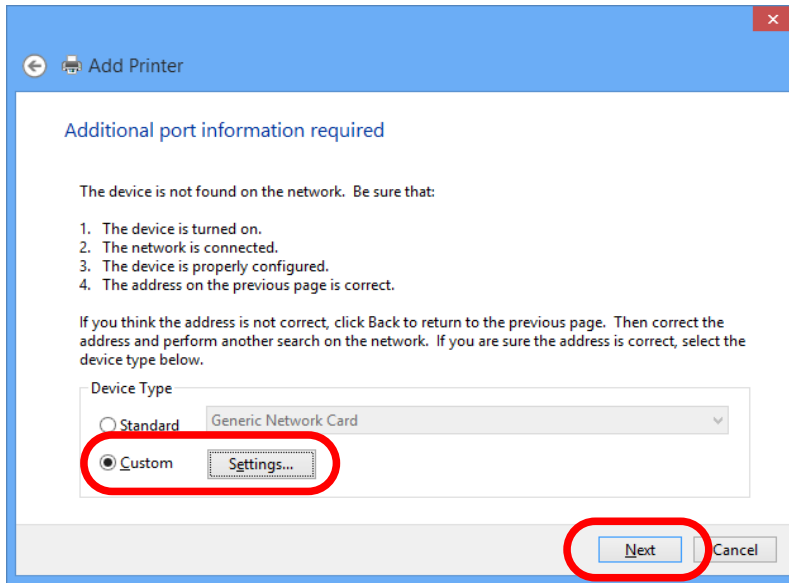 Add Printer
Additional port information required
The device is not found on the network. Be sure that:
1. The device is turned on.
2. The network is connected.
3. The device is properly configured.
4. The address on the previous page is correct.
If you think the address is not correct, click Back to return to the previous page. Then correct the
address and perform another search on the network. If you are sure the address is correct, select the
device type below.
Device Type
Standard Generic Network Card
Custom Settings...
Next Cancel